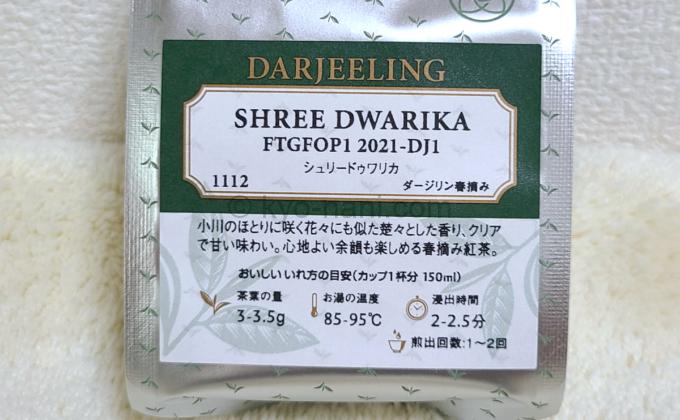 DARJEELING
SHREE DWARIKA
FTGFOP1 2021-DJ1
シュリードゥワリカ
1112 ダージリン春摘み
© kyo-nani.com
小川のほとりに咲く花々にも似た楚々とした香り、クリア
で甘い味わい。心地よい余韻も楽しめる春摘み紅茶。
おいしいいれ方の目安(カップ1杯分 150ml)
茶葉の量 お湯の温度 浸出時間
3-3.5g 85-95℃ 2-2.5分
煎出回数:1〜2回